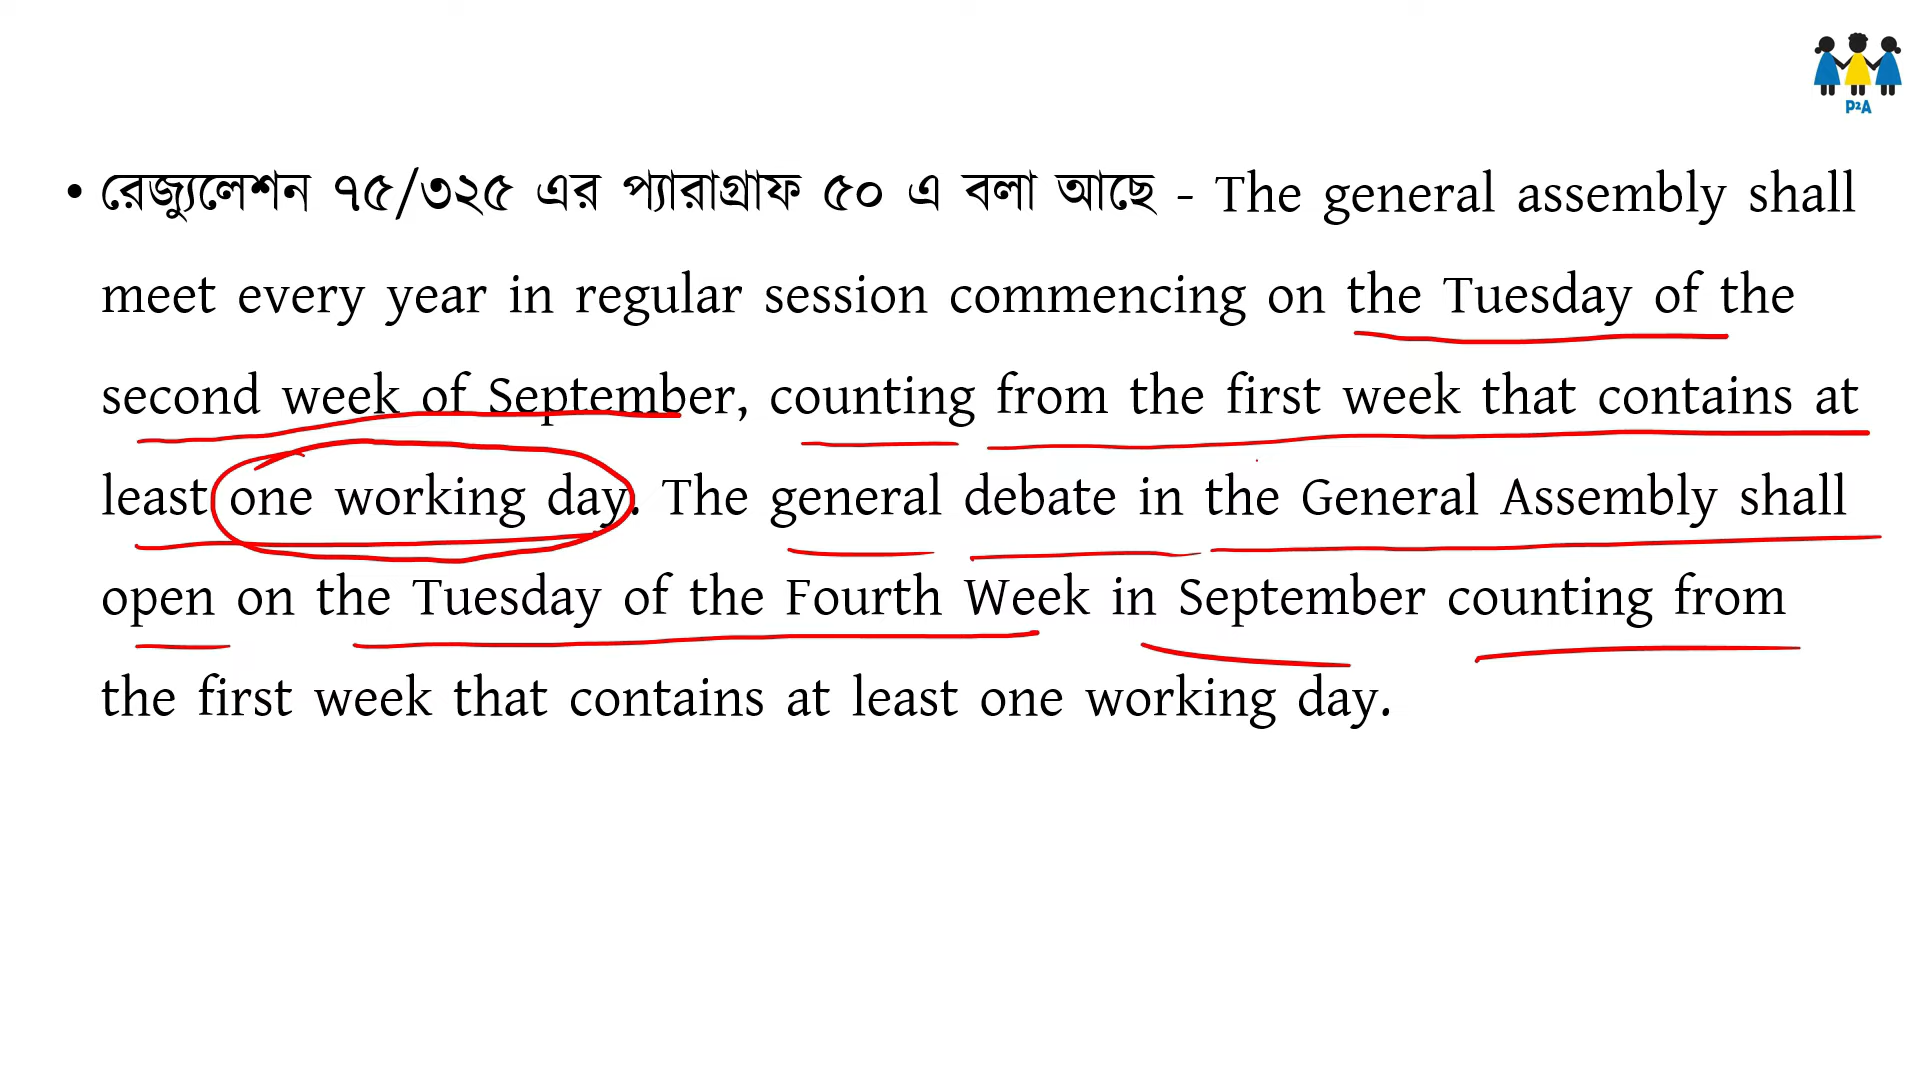 P²A
• রেজ্যুলেশন ৭৫/৩২৫ এর প্যারাগ্রাফ ৫০ এ বলা আছে - The general assembly shall
meet every year in regular session commencing on the Tuesday of the
second week of September, counting from the first week that contains at
least one working day. The general debate in the General Assembly shall
open on the Tuesday of the Fourth Week in September counting from
the first week that contains at least one working day.